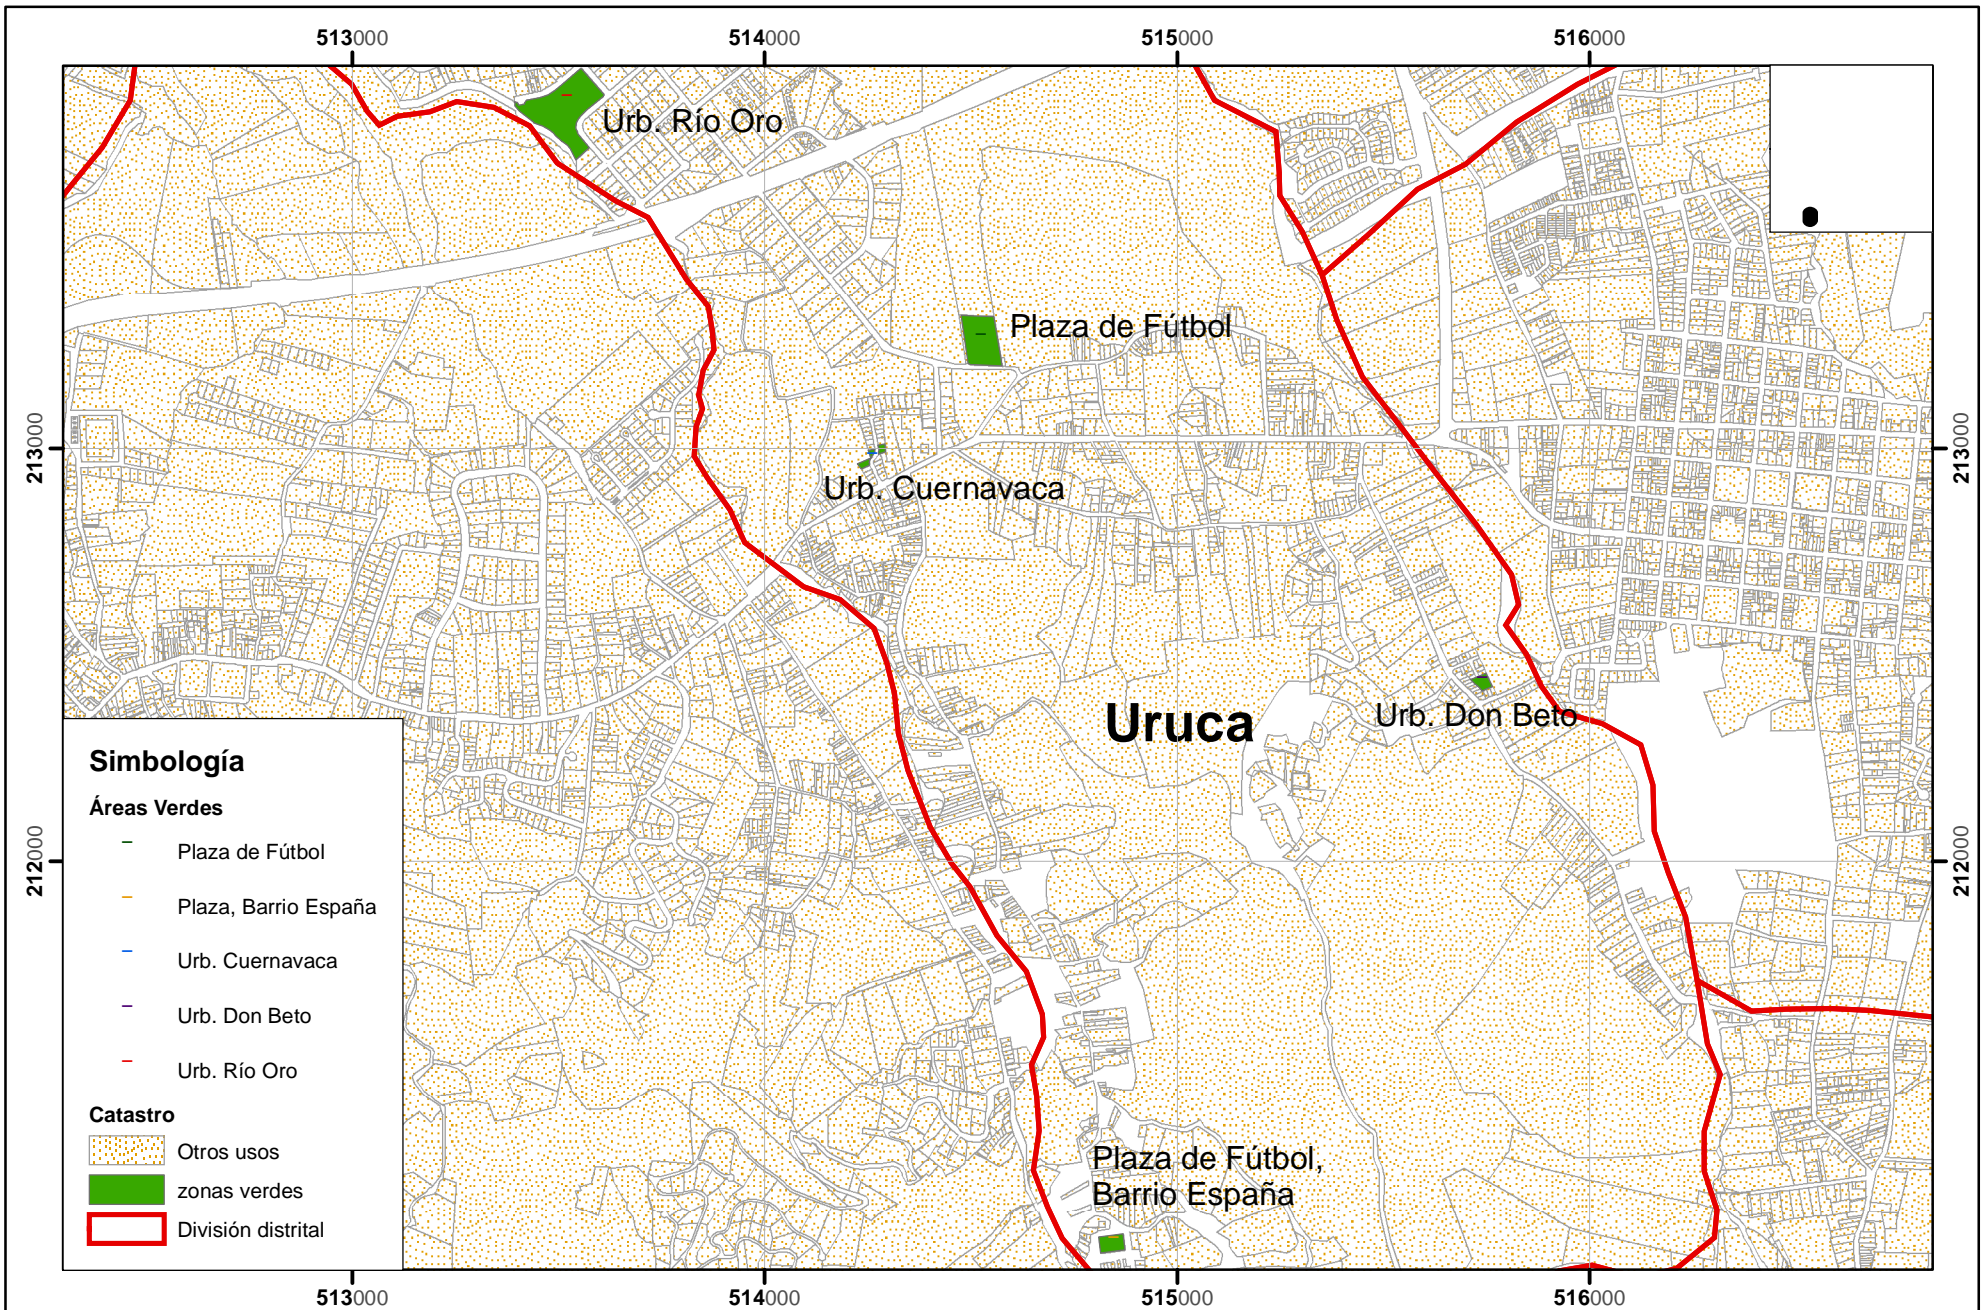 513000
514000
515000
516000
Urb. Río Oro
Plaza de Fútbol
213000
213000
Urb. Cuernavaca
Uruca
Urb. Don Beto
212000
212000
Simbología
Áreas Verdes
Plaza de Fútbol
Plaza, Barrio España
Urb. Cuernavaca
Urb. Don Beto
Urb. Río Oro
Catastro
Otros usos
zonas verdes
División distrital
Plaza de Fútbol,
Barrio España
513000
514000
515000
516000